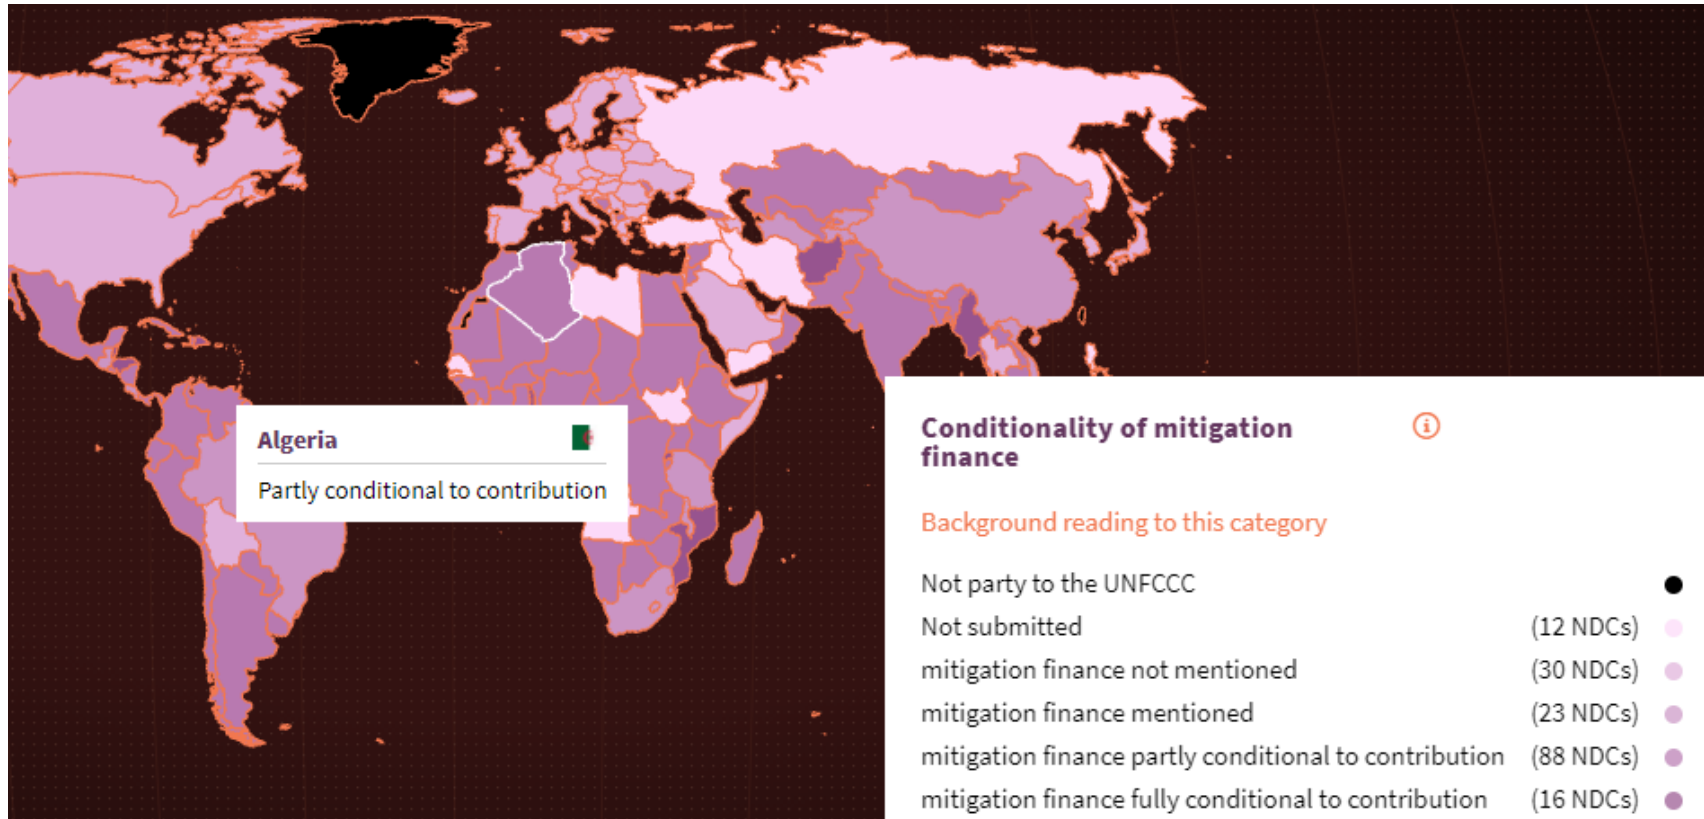 Algeria
Partly conditional to contribution
Conditionality of mitigation
finance
Background reading to this category
Not party to the UNFCCC
Not submitted (12 NDCs)
mitigation finance not mentioned (30 NDCs)
mitigation finance mentioned (23 NDCs)
mitigation finance partly conditional to contribution (88 NDCs)
mitigation finance fully conditional to contribution (16 NDCs)